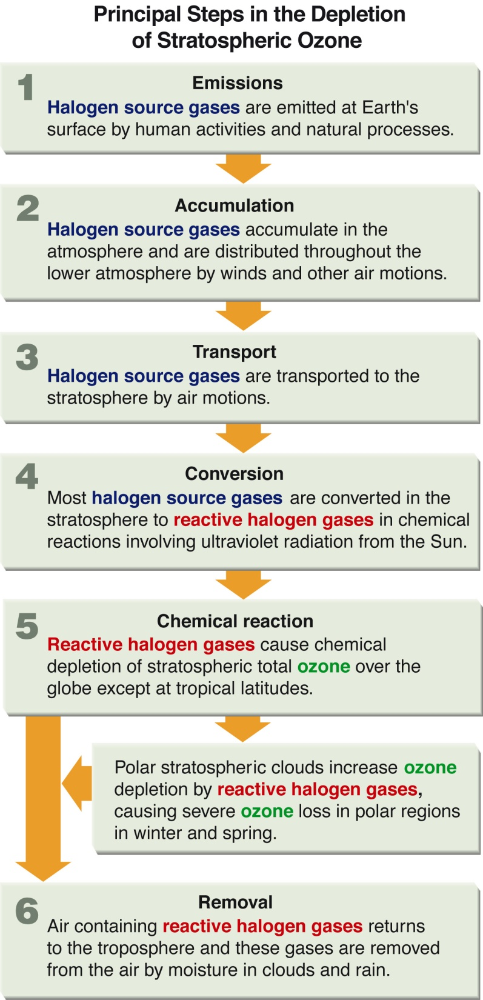 Principal Steps in the Depletion
of Stratospheric Ozone
1
Emissions
Halogen source gases are emitted at Earth's
surface by human activities and natural processes.
2
Accumulation
Halogen source gases accumulate in the
atmosphere and are distributed throughout the
lower atmosphere by winds and other air motions.
3
Transport
Halogen source gases are transported to the
stratosphere by air motions.
4
Conversion
Most halogen source gases are converted in the
stratosphere to reactive halogen gases in chemical
reactions involving ultraviolet radiation from the Sun.
5
Chemical reaction
Reactive halogen gases cause chemical
depletion of stratospheric total ozone over the
globe except at tropical latitudes.
Polar stratospheric clouds increase ozone
depletion by reactive halogen gases,
causing severe ozone loss in polar regions
in winter and spring.
6
Removal
Air containing reactive halogen gases returns
to the troposphere and these gases are removed
from the air by moisture in clouds and rain.